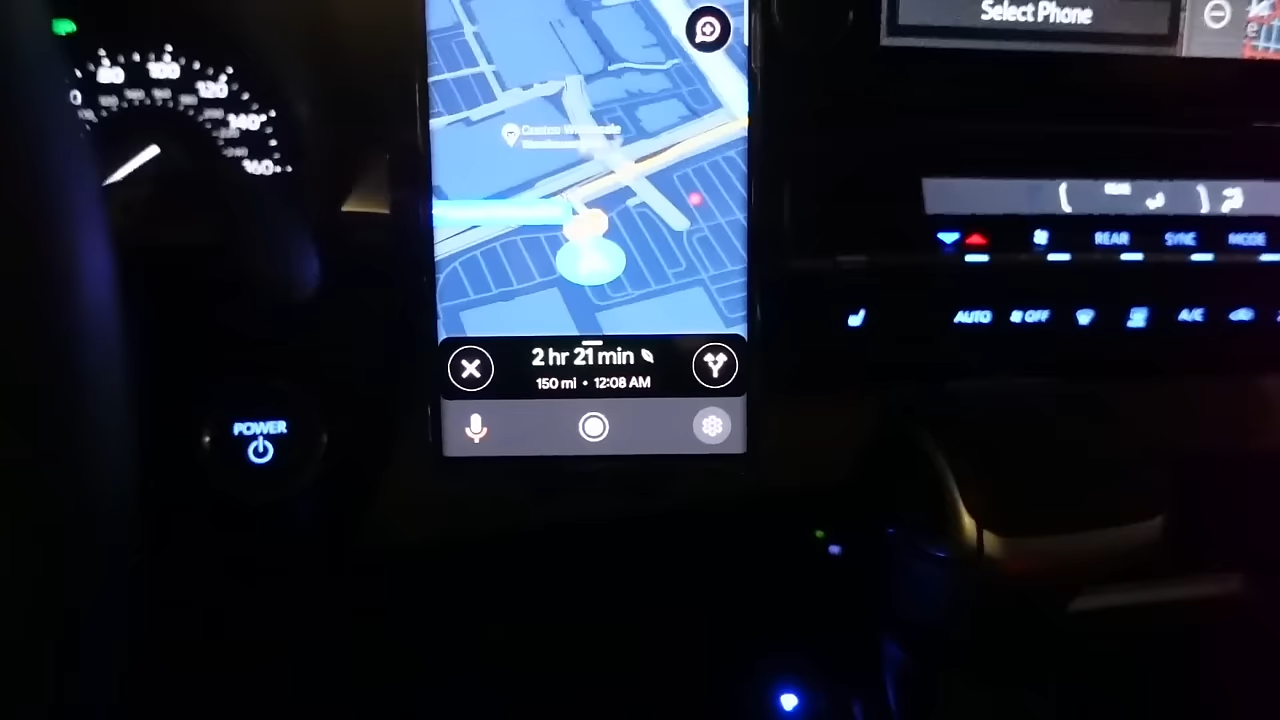 Select Phone
80
100
120
140
160
REAR
SYNC
MODE
AUTO
OFF
A/C
2 hr 21 min
150 mi • 12:08 AM
POWER